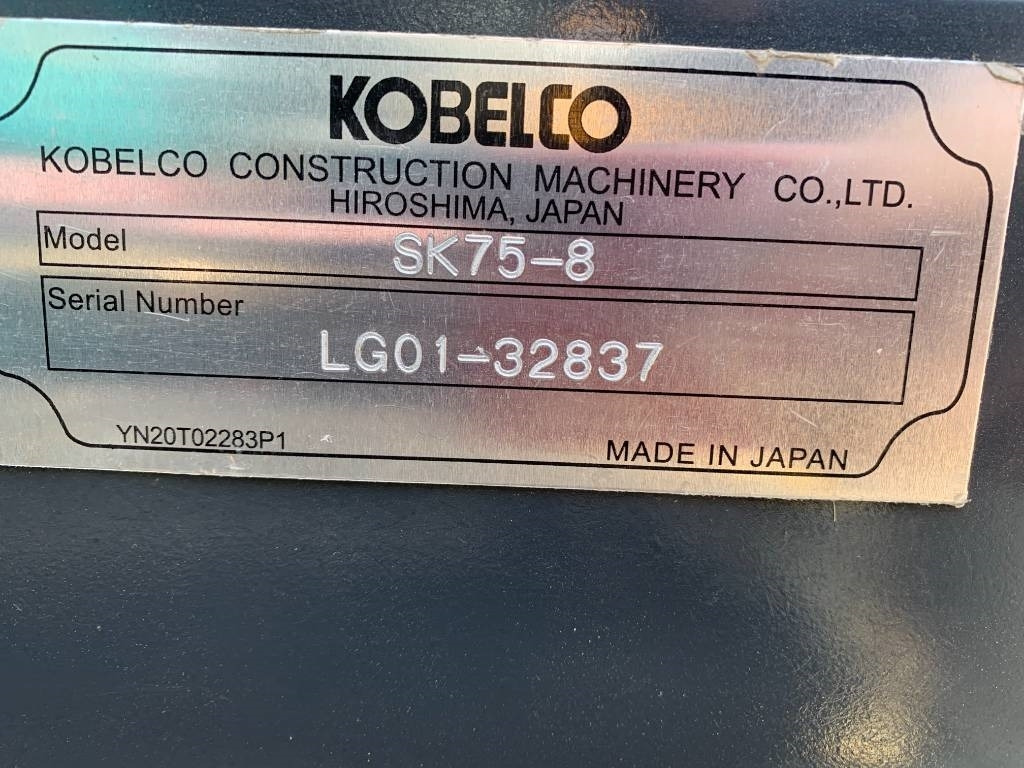 KOBELCO
KOBELCO CONSTRUCTION MACHINERY CO.,LTD.
HIROSHIMA, JAPAN
Model SK75-8
Serial Number
LG01-32837
YN20T02283P1 MADE IN JAPAN